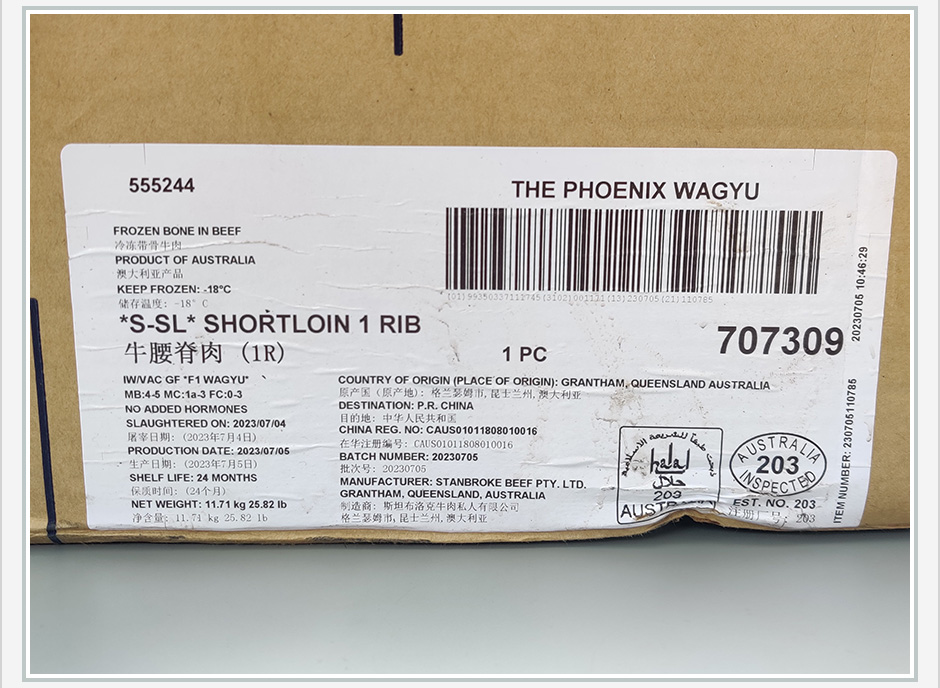 555244
THE PHOENIX WAGYU
FROZEN BONE IN BEEF
冷冻带骨牛肉
PRODUCT OF AUSTRALIA
澳大利亚产品
KEEP FROZEN: -18°C
储存温度: -18° C
(01)99350337112745(3102)001171(13)230705(21)110785
*S-SL* SHORTLOIN 1 RIB
牛腰脊肉 (1R)
1 PC
707309
20230705 10:46:29
ITEM NUMBER: 230705110785
IW/VAC GF *F1 WAGYU*
MB:4-5 MC:1a-3 FC:0-3
NO ADDED HORMONES
SLAUGHTERED ON: 2023/07/04
屠宰日期: (2023年7月4日)
PRODUCTION DATE: 2023/07/05
生产日期: (2023年7月5日)
SHELF LIFE: 24 MONTHS
保质时间: (24个月)
NET WEIGHT: 11.71 kg 25.82 lb
净含量: 11.71 kg 25.82 lb
COUNTRY OF ORIGIN (PLACE OF ORIGIN): GRANTHAM, QUEENSLAND AUSTRALIA
原产国 (原产地): 格兰瑟姆市,昆士兰州,澳大利亚
DESTINATION: P.R. CHINA
目的地: 中华人民共和国
CHINA REG. NO: CAUS01011808010016
在华注册编号: CAUS01011808010016
BATCH NUMBER: 20230705
批次号: 20230705
MANUFACTURER: STANBROKE BEEF PTY. LTD.
GRANTHAM, QUEENSLAND, AUSTRALIA
制造商: 斯坦布洛克牛肉私人有限公司
格兰瑟姆市,昆士兰州,澳大利亚
halal
حلال
203
AUSTRALIA
203
INSPECTED
EST. NO. 203
注册厂号: 203